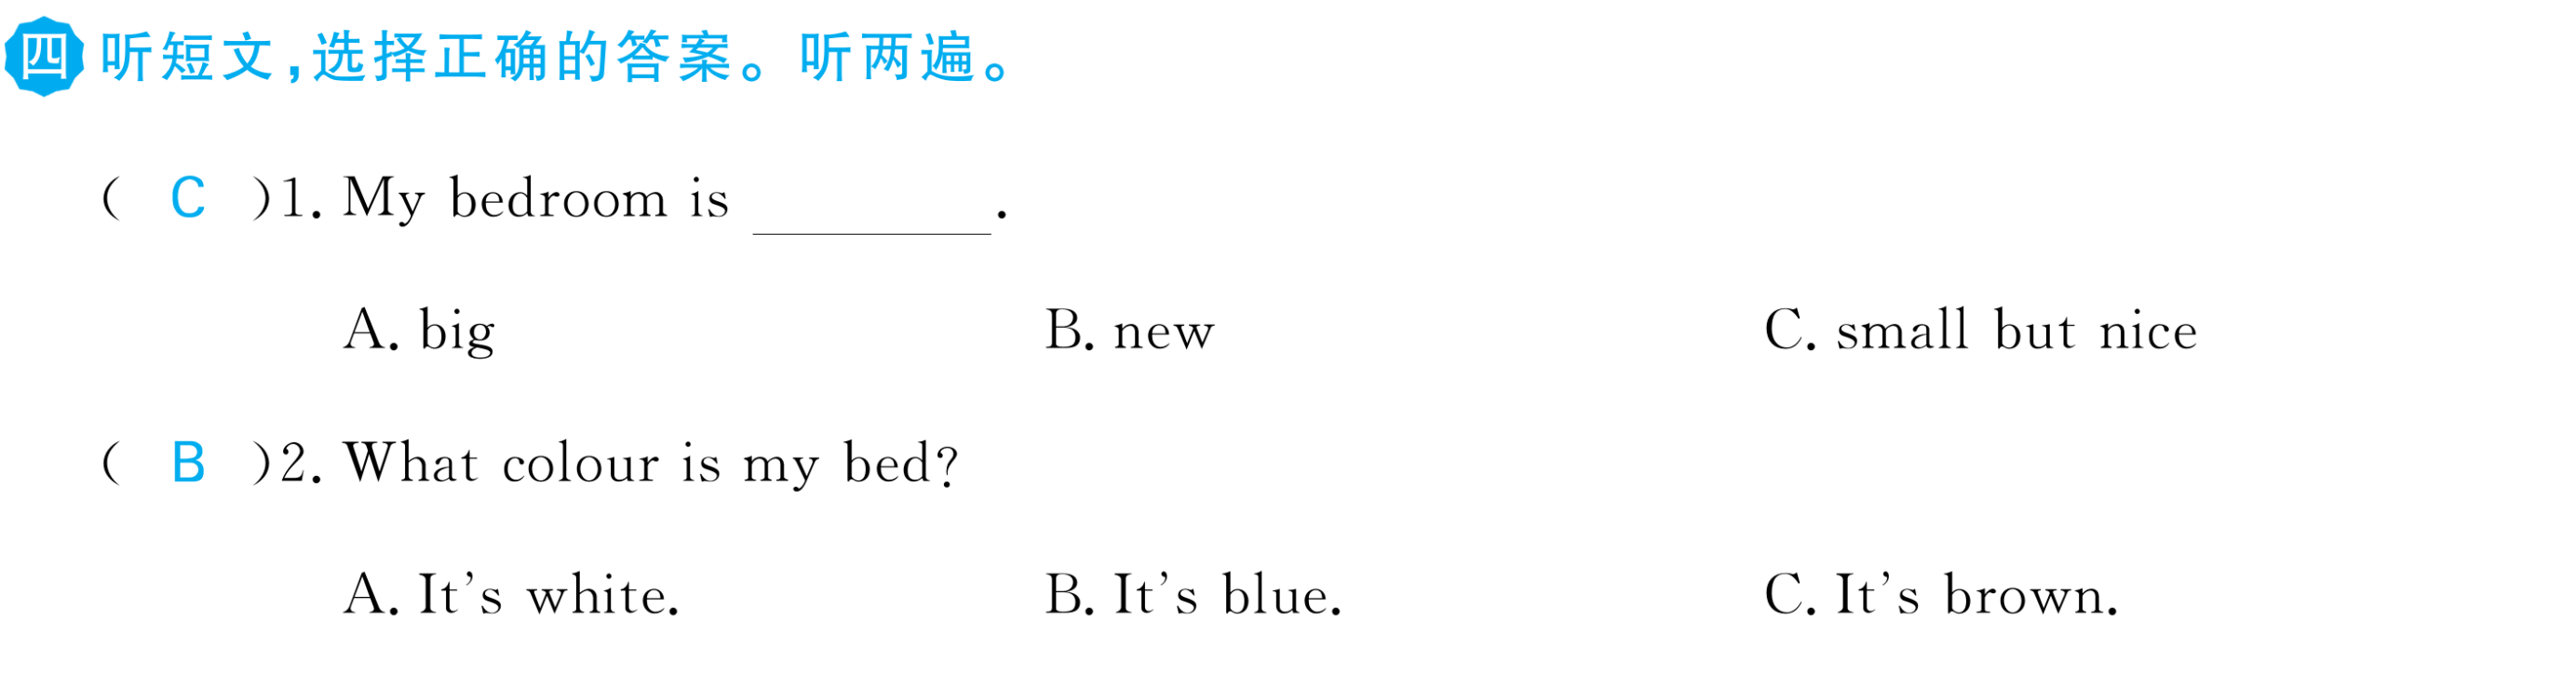 四 听短文,选择正确的答案。听两遍。
( C )1. My bedroom is ________.
A. big B. new C. small but nice
( B )2. What colour is my bed?
A. It's white. B. It's blue. C. It's brown.